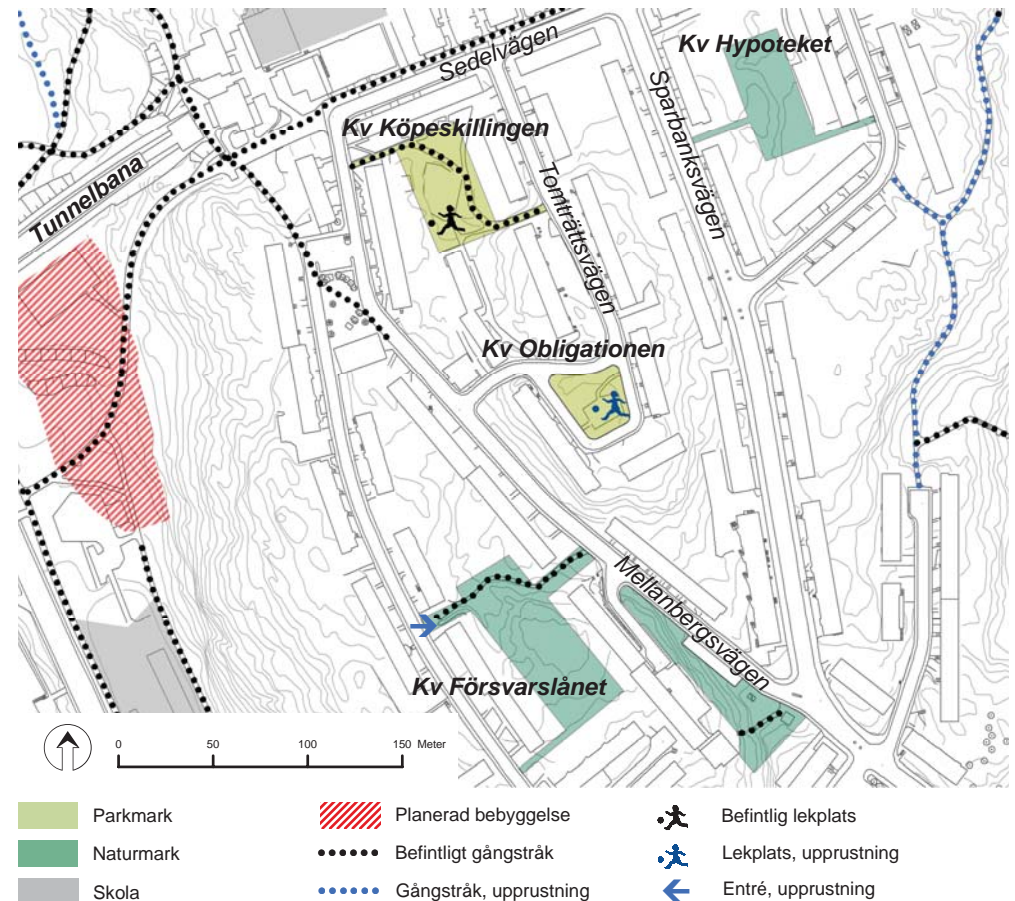 Kv Hypoteket
Sedelvägen
Sparbanksvägen
Kv Köpeskillingen
Tunnelbana
Tomträttsvägen
Kv Obligationen
Mellanbergsvägen
Kv Försvarslånet
0 50 100 150 Meter
Parkmark
Planerad bebyggelse
Befintlig lekplats
Naturmark
Befintligt gångstråk
Lekplats, upprustning
Skola
Gångstråk, upprustning
Entré, upprustning